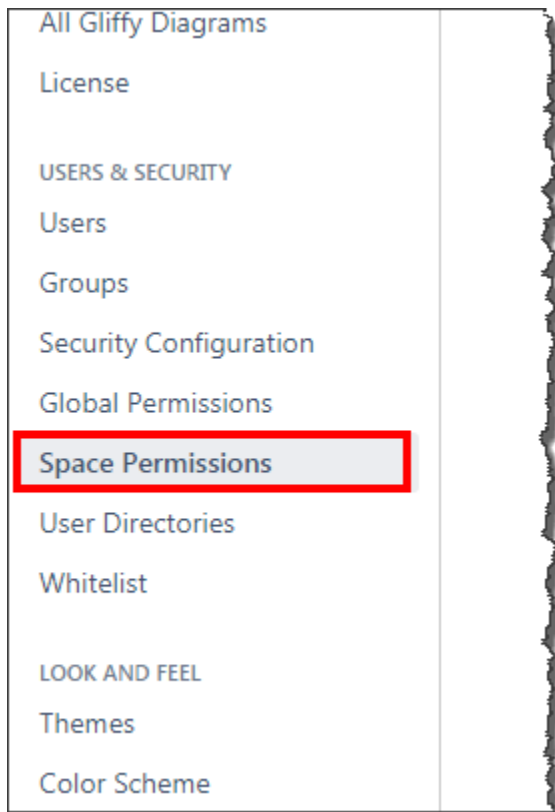 All Gliffy Diagrams
License
USERS & SECURITY
Users
Groups
Security Configuration
Global Permissions
Space Permissions
User Directories
Whitelist
LOOK AND FEEL
Themes
Color Scheme